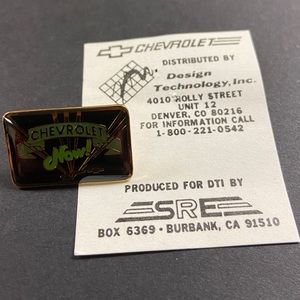 CHEVROLET
DISTRIBUTED BY
Design
Technology, Inc.
4010 HOLLY STREET
UNIT 12
DENVER, CO 80216
FOR INFORMATION CALL
1-800-221-0542
CHEVROLET
Now!
PRODUCED FOR DTI BY
SRE
BOX 6369 • BURBANK, CA 91510